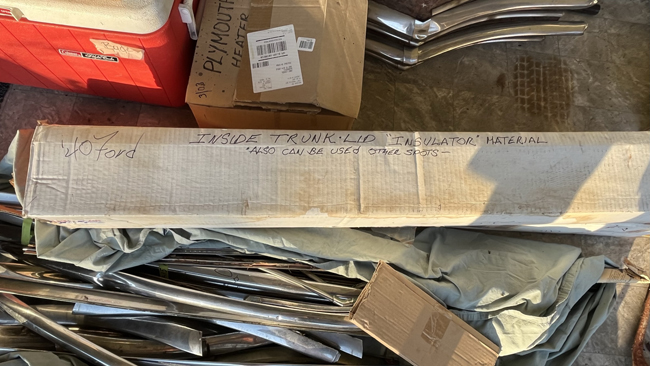 PLYMOUTH
HEATER
'40 Ford
INSIDE TRUNK·LID "INSULATOR" MATERIAL
*ALSO CAN BE USED OTHER SPOTS-